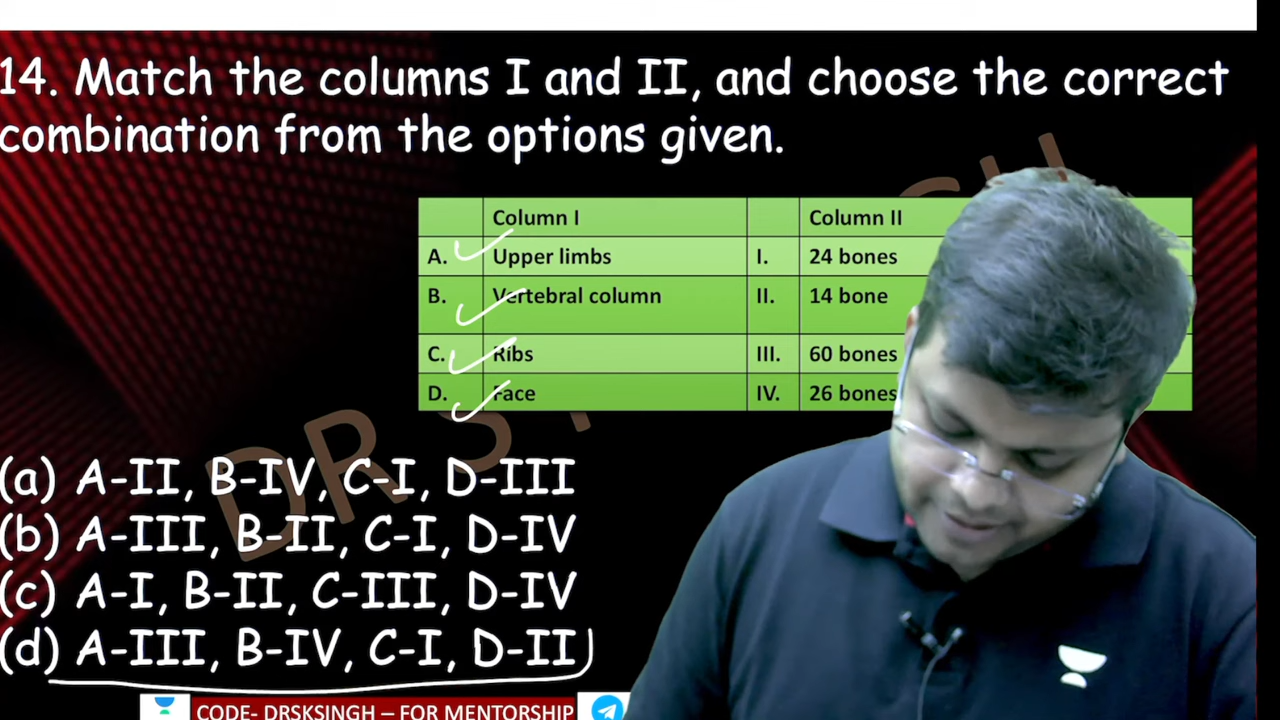 14. Match the columns I and II, and choose the correct
combination from the options given.
Column I Column II
A. Upper limbs I. 24 bones
B. Vertebral column II. 14 bone
C. Ribs III. 60 bones
D. Face IV. 26 bones
(a) A-II, B-IV, C-I, D-III
(b) A-III, B-II, C-I, D-IV
(c) A-I, B-II, C-III, D-IV
(d) A-III, B-IV, C-I, D-II
CODE- DRSKSINGH – FOR MENTORSHIP